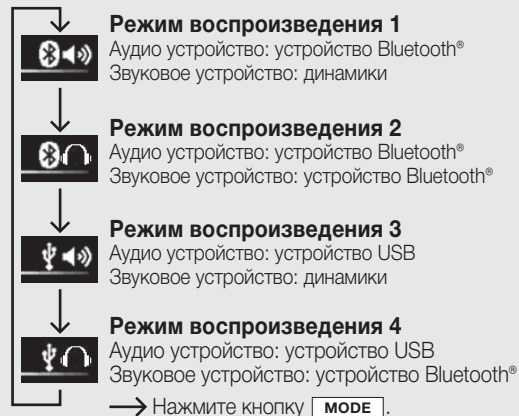 Режим воспроизведения 1
Аудио устройство: устройство Bluetooth®
Звуковое устройство: динамики
Режим воспроизведения 2
Аудио устройство: устройство Bluetooth®
Звуковое устройство: устройство Bluetooth®
Режим воспроизведения 3
Аудио устройство: устройство USB
Звуковое устройство: динамики
Режим воспроизведения 4
Аудио устройство: устройство USB
Звуковое устройство: устройство Bluetooth®
Нажмите кнопку MODE.